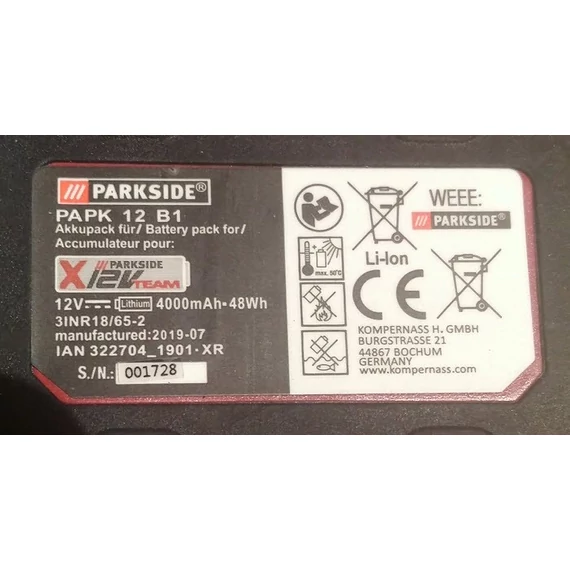 PARKSIDE®
PAPK 12 B1
Akkupack für/ Battery pack for/
Accumulateur pour:
PARKSIDE
X12V TEAM
12V Lithium 4000mAh·48Wh
3INR18/65-2
manufactured: 2019-07
IAN 322704_1901·XR
S./N.: 001728
max. 50°C
Li-Ion
WEEE:
PARKSIDE®
CE
KOMPERNASS H. GMBH
BURGSTRASSE 21
44867 BOCHUM
GERMANY
www.kompernass.com